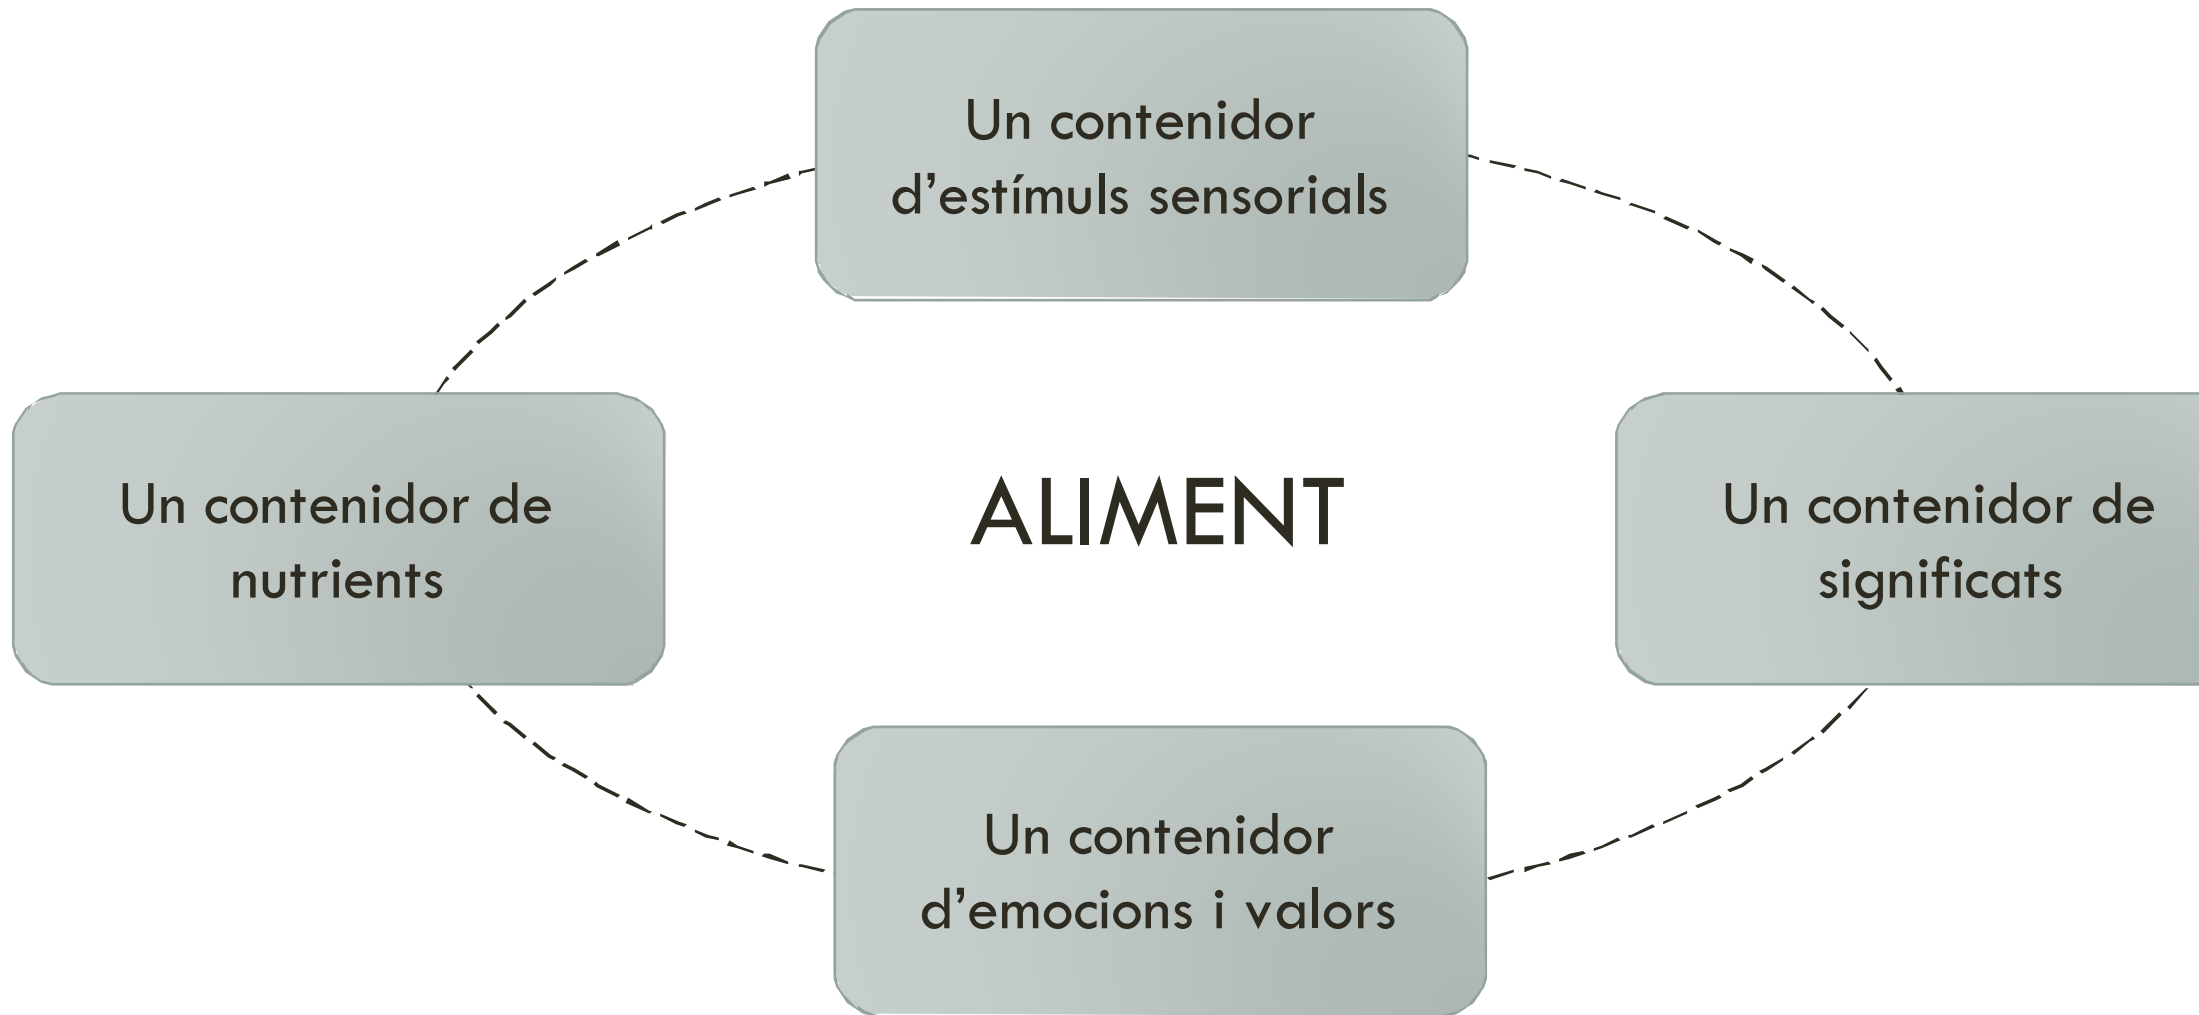 Un contenidor
d’estímuls sensorials
Un contenidor de
nutrients
ALIMENT
Un contenidor de
significats
Un contenidor
d’emocions i valors